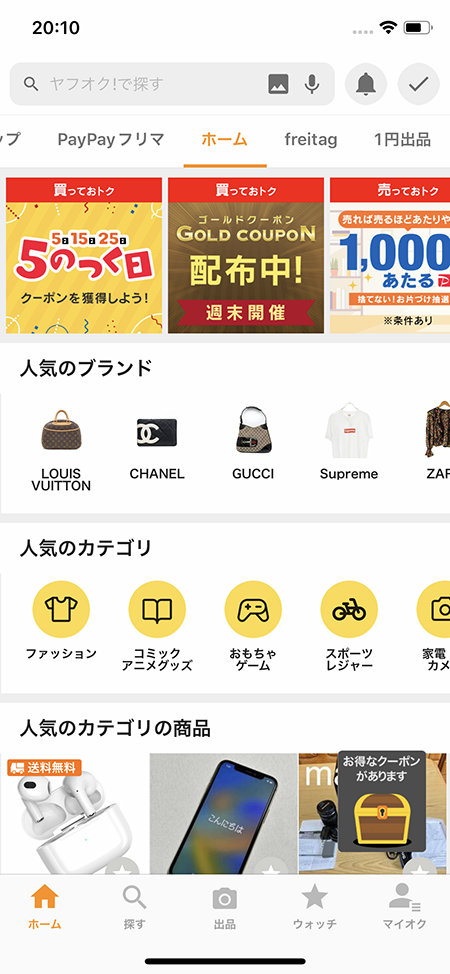 20:10
ヤフオク!で探す
ップ
PayPayフリマ
ホーム
freitag
1円出品
買っておトク
5日15日25日
5のつく日
クーポンを獲得しよう!
買っておトク
ゴールドクーポン
GOLD COUPON
配布中!
週末開催
売っておトク
売れば売るほどあたりや
1,000
あたる
捨てない!お片づけ抽選
※条件あり
人気のブランド
LOUIS
VUITTON
CHANEL
GUCCI
Supreme
ZAR
人気のカテゴリ
ファッション
コミック
アニメグッズ
おもちゃ
ゲーム
スポーツ
レジャー
家電
カメ
人気のカテゴリの商品
送料無料
こんにちは
ma
お得なクーポン
があります
ホーム
探す
出品
ウォッチ
マイオク